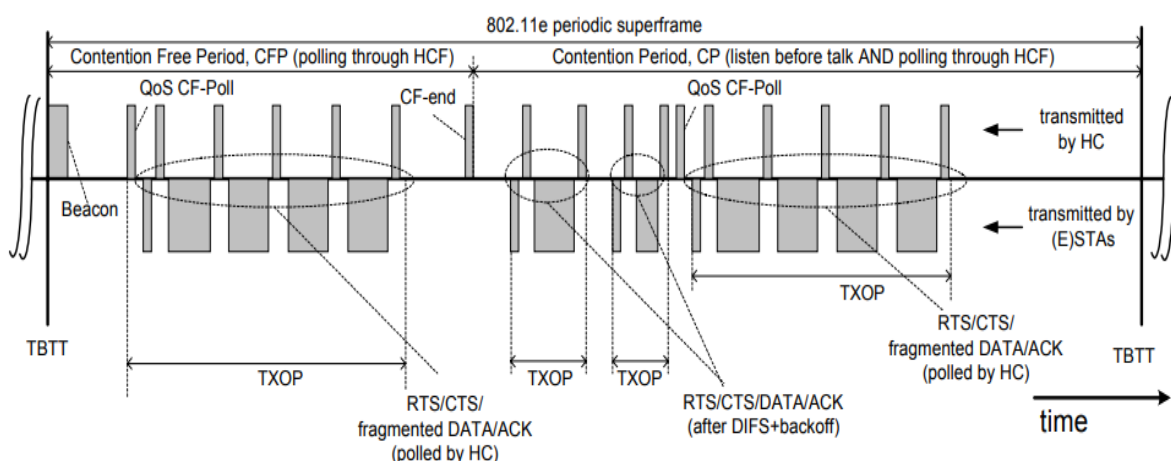 802.11e periodic superframe
Contention Free Period, CFP (polling through HCF)
Contention Period, CP (listen before talk AND polling through HCF)
QoS CF-Poll
CF-end
QoS CF-Poll
transmitted
by HC
Beacon
transmitted by
(E)STAs
TXOP
TBTT
RTS/CTS/
fragmented DATA/ACK
(polled by HC)
TBTT
TXOP
TXOP
TXOP
RTS/CTS/
fragmented DATA/ACK
(polled by HC)
RTS/CTS/DATA/ACK
(after DIFS+backoff)
time